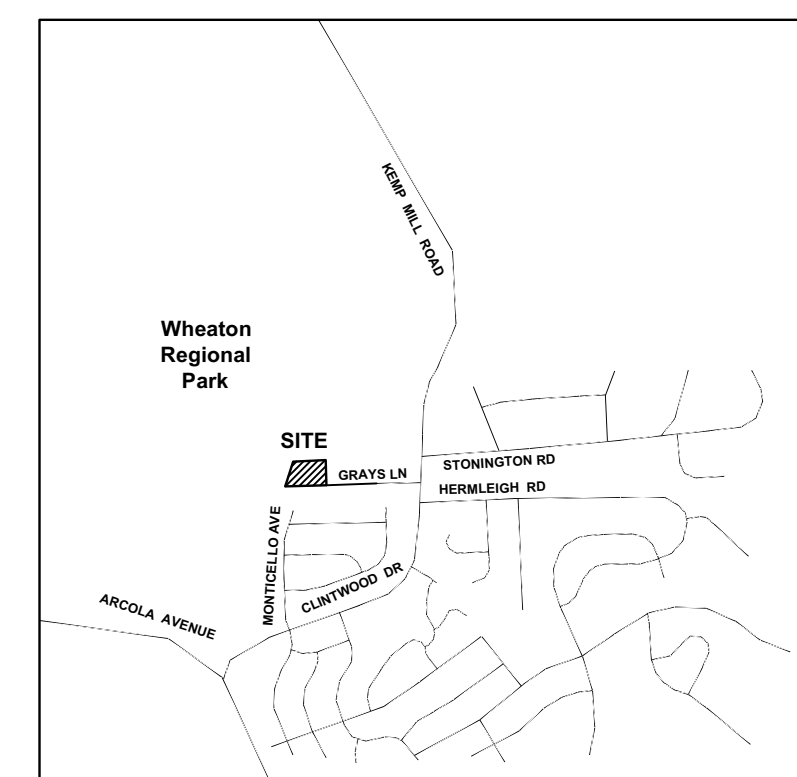 KEMP MILL ROAD
Wheaton
Regional
Park
SITE
GRAYS LN
STONINGTON RD
HERMLEIGH RD
MONTICELLO AVE
CLINTWOOD DR
ARCOLA AVENUE